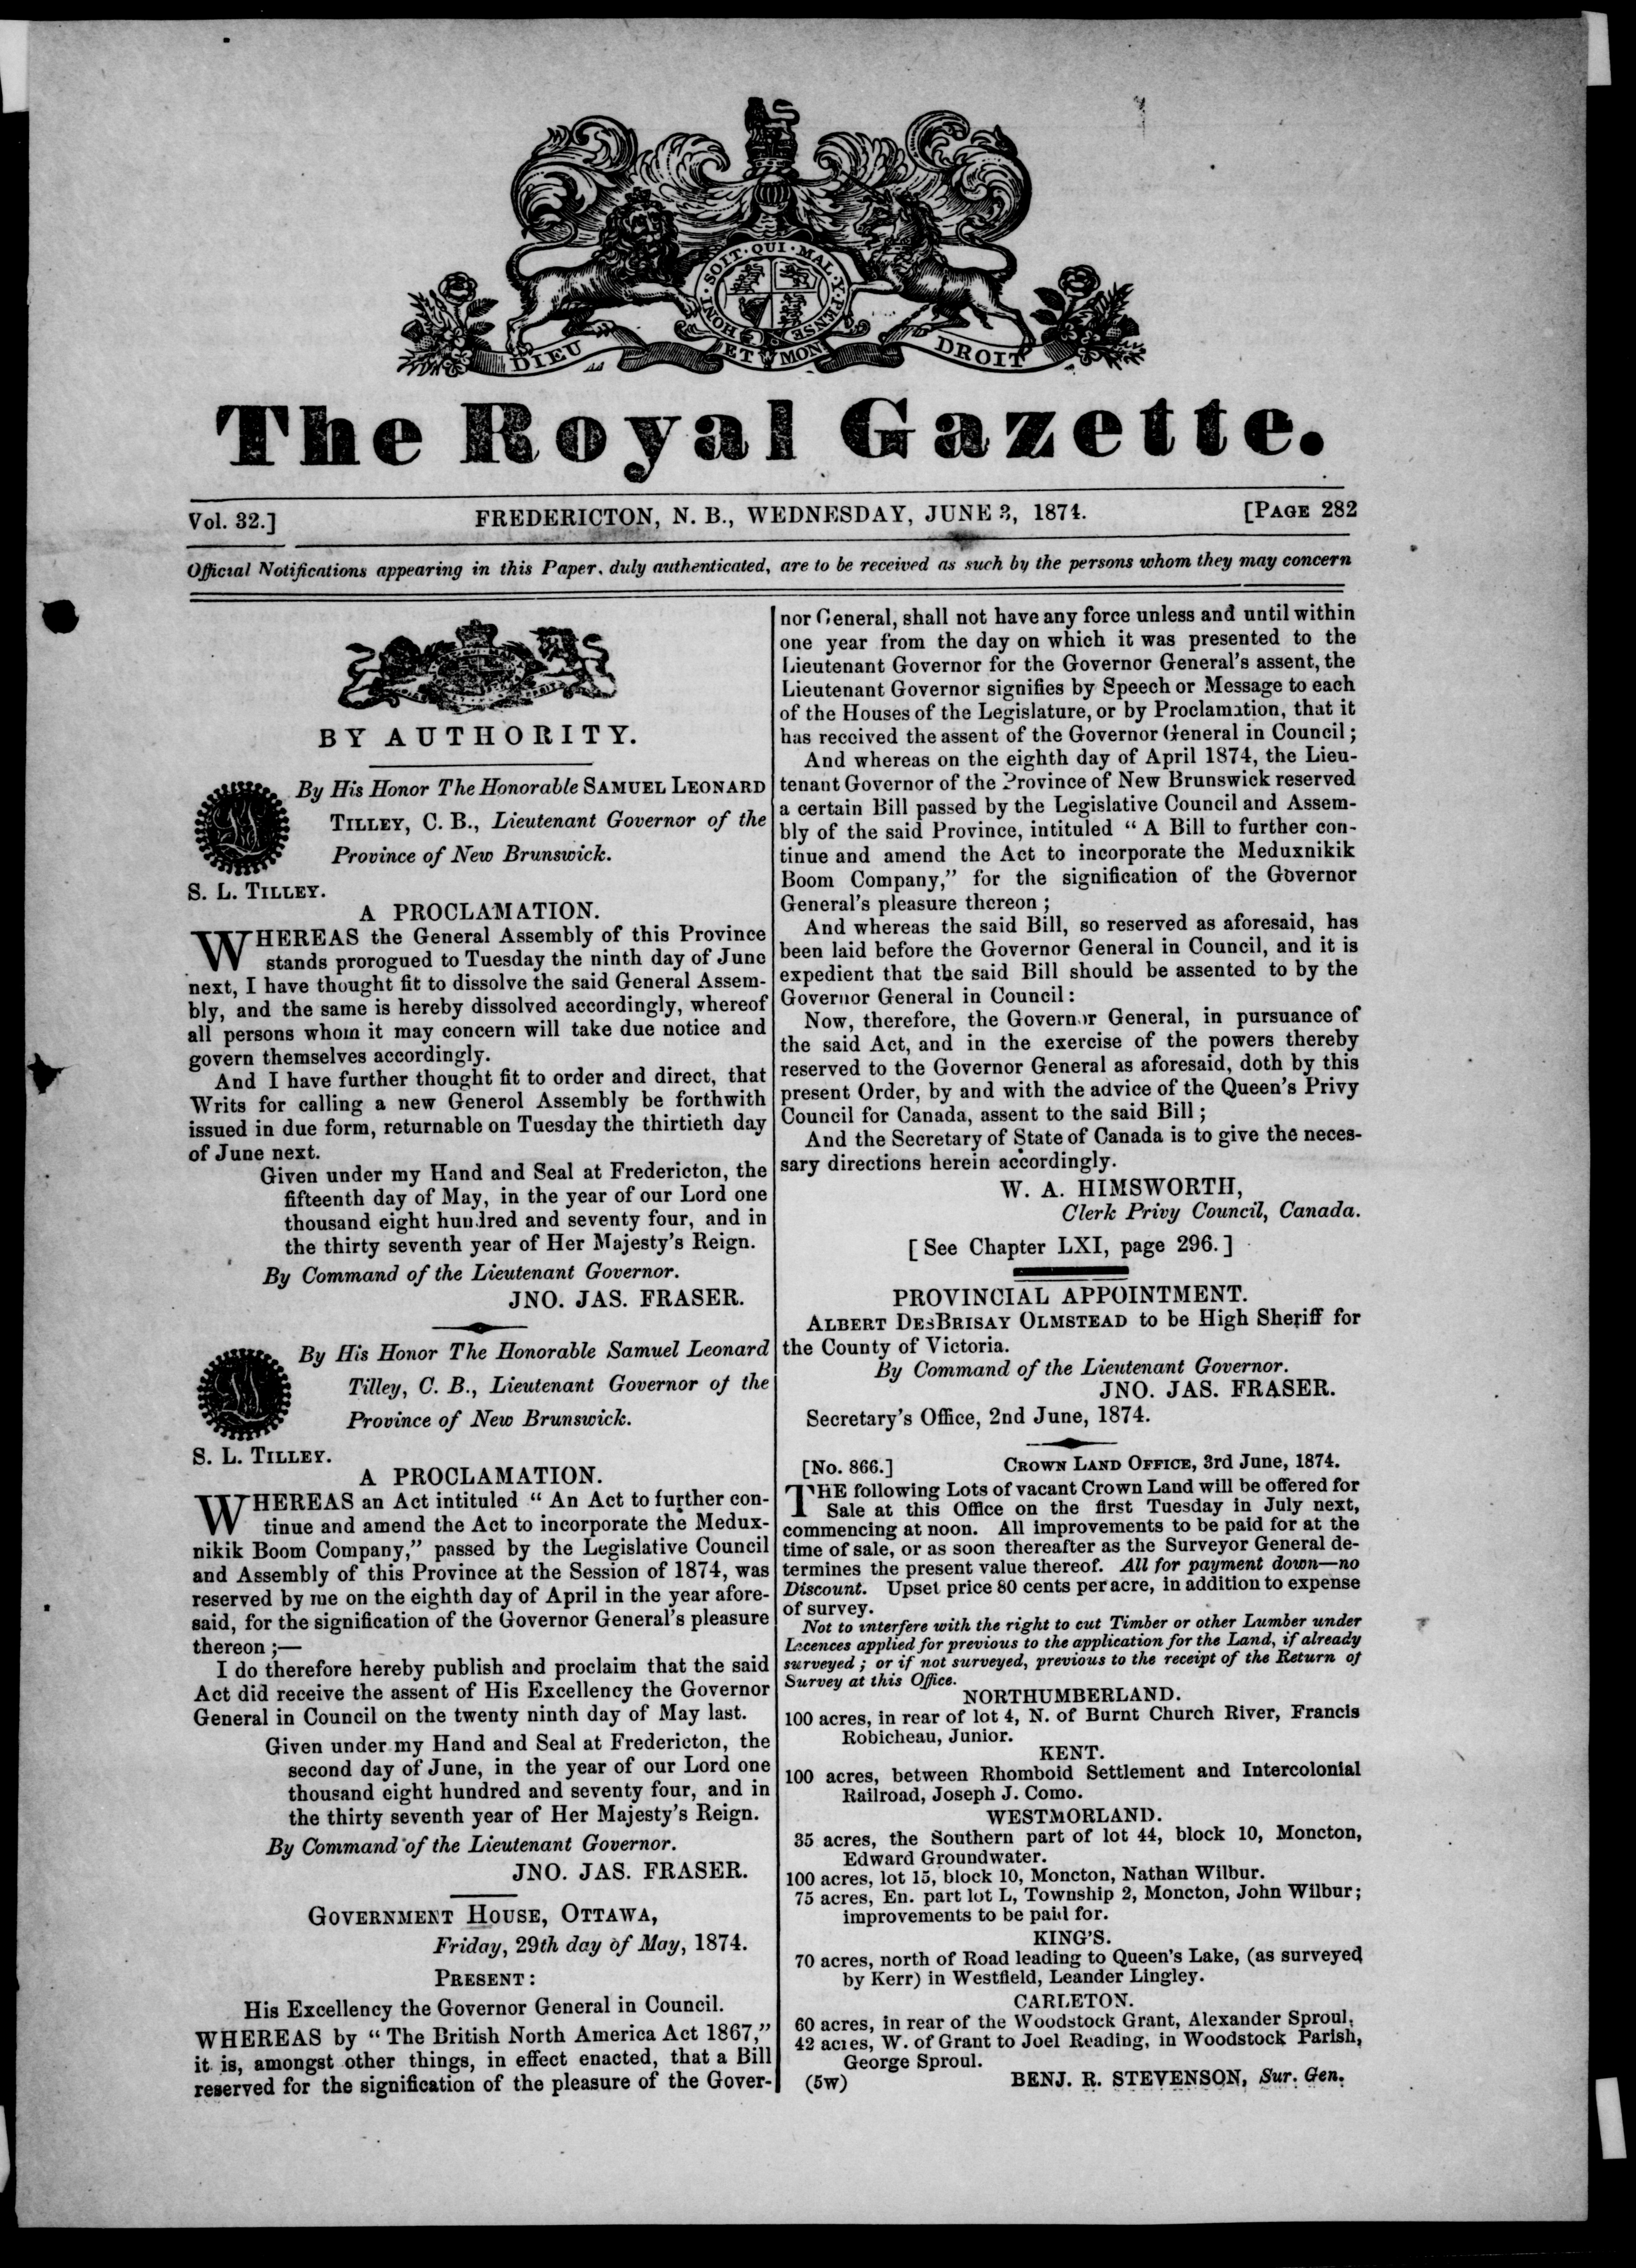 HONI · SOIT · QUI · MAL · Y · PENSE
DIEU ET MON DROIT
The Royal Gazette.
Vol. 32.] FREDERICTON, N. B., WEDNESDAY, JUNE 3, 1874. [PAGE 282
Official Notifications appearing in this Paper, duly authenticated, are to be received as such by the persons whom they may concern
BY AUTHORITY.
By His Honor The Honorable SAMUEL LEONARD
TILLEY, C. B., Lieutenant Governor of the
Province of New Brunswick.
S. L. TILLEY.
A PROCLAMATION.
WHEREAS the General Assembly of this Province
stands prorogued to Tuesday the ninth day of June
next, I have thought fit to dissolve the said General Assem-
bly, and the same is hereby dissolved accordingly, whereof
all persons whom it may concern will take due notice and
govern themselves accordingly.
And I have further thought fit to order and direct, that
Writs for calling a new Generol Assembly be forthwith
issued in due form, returnable on Tuesday the thirtieth day
of June next.
Given under my Hand and Seal at Fredericton, the
fifteenth day of May, in the year of our Lord one
thousand eight hundred and seventy four, and in
the thirty seventh year of Her Majesty's Reign.
By Command of the Lieutenant Governor.
JNO. JAS. FRASER.
By His Honor The Honorable Samuel Leonard
Tilley, C. B., Lieutenant Governor of the
Province of New Brunswick.
S. L. TILLEY.
A PROCLAMATION.
WHEREAS an Act intituled “ An Act to further con-
tinue and amend the Act to incorporate the Medux-
nikik Boom Company,” passed by the Legislative Council
and Assembly of this Province at the Session of 1874, was
reserved by me on the eighth day of April in the year afore-
said, for the signification of the Governor General's pleasure
thereon ;—
I do therefore hereby publish and proclaim that the said
Act did receive the assent of His Excellency the Governor
General in Council on the twenty ninth day of May last.
Given under my Hand and Seal at Fredericton, the
second day of June, in the year of our Lord one
thousand eight hundred and seventy four, and in
the thirty seventh year of Her Majesty's Reign.
By Command of the Lieutenant Governor.
JNO. JAS. FRASER.
GOVERNMENT HOUSE, OTTAWA,
Friday, 29th day of May, 1874.
PRESENT :
His Excellency the Governor General in Council.
WHEREAS by “ The British North America Act 1867,”
it is, amongst other things, in effect enacted, that a Bill
reserved for the signification of the pleasure of the Gover-
nor General, shall not have any force unless and until within
one year from the day on which it was presented to the
Lieutenant Governor for the Governor General's assent, the
Lieutenant Governor signifies by Speech or Message to each
of the Houses of the Legislature, or by Proclamation, that it
has received the assent of the Governor General in Council ;
And whereas on the eighth day of April 1874, the Lieu-
tenant Governor of the Province of New Brunswick reserved
a certain Bill passed by the Legislative Council and Assem-
bly of the said Province, intituled “ A Bill to further con-
tinue and amend the Act to incorporate the Meduxnikik
Boom Company,” for the signification of the Governor
General's pleasure thereon ;
And whereas the said Bill, so reserved as aforesaid, has
been laid before the Governor General in Council, and it is
expedient that the said Bill should be assented to by the
Governor General in Council :
Now, therefore, the Governor General, in pursuance of
the said Act, and in the exercise of the powers thereby
reserved to the Governor General as aforesaid, doth by this
present Order, by and with the advice of the Queen's Privy
Council for Canada, assent to the said Bill ;
And the Secretary of State of Canada is to give the neces-
sary directions herein accordingly.
W. A. HIMSWORTH,
Clerk Privy Council, Canada.
[ See Chapter LXI, page 296. ]
PROVINCIAL APPOINTMENT.
ALBERT DESBRISAY OLMSTEAD to be High Sheriff for
the County of Victoria.
By Command of the Lieutenant Governor.
JNO. JAS. FRASER.
Secretary's Office, 2nd June, 1874.
[No. 866.] CROWN LAND OFFICE, 3rd June, 1874.
THE following Lots of vacant Crown Land will be offered for
Sale at this Office on the first Tuesday in July next,
commencing at noon. All improvements to be paid for at the
time of sale, or as soon thereafter as the Surveyor General de-
termines the present value thereof. All for payment down—no
Discount. Upset price 80 cents per acre, in addition to expense
of survey.
Not to interfere with the right to cut Timber or other Lumber under
Licences applied for previous to the application for the Land, if already
surveyed ; or if not surveyed, previous to the receipt of the Return of
Survey at this Office.
NORTHUMBERLAND.
100 acres, in rear of lot 4, N. of Burnt Church River, Francis
Robicheau, Junior.
KENT.
100 acres, between Rhomboid Settlement and Intercolonial
Railroad, Joseph J. Como.
WESTMORLAND.
35 acres, the Southern part of lot 44, block 10, Moncton,
Edward Groundwater.
100 acres, lot 15, block 10, Moncton, Nathan Wilbur.
75 acres, En. part lot L, Township 2, Moncton, John Wilbur ;
improvements to be paid for.
KING'S.
70 acres, north of Road leading to Queen's Lake, (as surveyed
by Kerr) in Westfield, Leander Lingley.
CARLETON.
60 acres, in rear of the Woodstock Grant, Alexander Sproul.
42 acres, W. of Grant to Joel Reading, in Woodstock Parish,
George Sproul.
(5w) BENJ. R. STEVENSON, Sur. Gen.